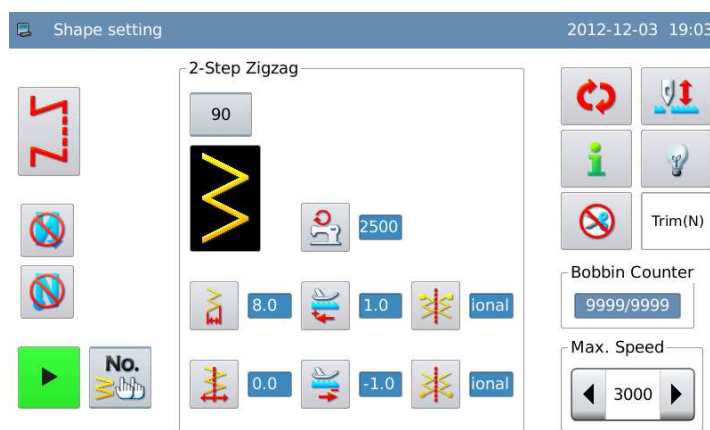 Shape setting
2012-12-03 19:03
2-Step Zigzag
90
2500
8.0
1.0
ional
0.0
-1.0
ional
No.
Trim(N)
Bobbin Counter
9999/9999
Max. Speed
3000